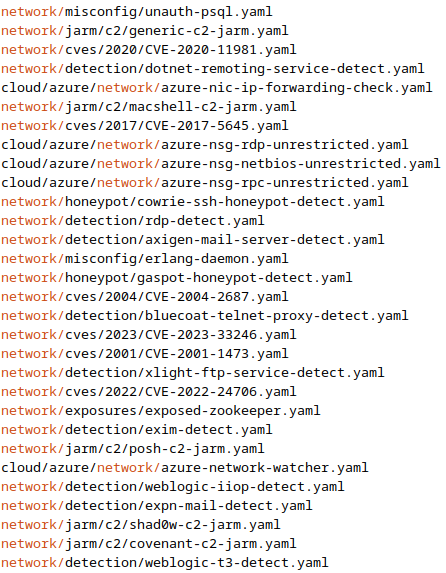 network/misconfig/unauth-psql.yaml
network/jarm/c2/generic-c2-jarm.yaml
network/cves/2020/CVE-2020-11981.yaml
network/detection/dotnet-remoting-service-detect.yaml
cloud/azure/network/azure-nic-ip-forwarding-check.yaml
network/jarm/c2/macshell-c2-jarm.yaml
network/cves/2017/CVE-2017-5645.yaml
cloud/azure/network/azure-nsg-rdp-unrestricted.yaml
cloud/azure/network/azure-nsg-netbios-unrestricted.yaml
cloud/azure/network/azure-nsg-rpc-unrestricted.yaml
network/honeypot/cowrie-ssh-honeypot-detect.yaml
network/detection/rdp-detect.yaml
network/detection/axigen-mail-server-detect.yaml
network/misconfig/erlang-daemon.yaml
network/honeypot/gaspot-honeypot-detect.yaml
network/cves/2004/CVE-2004-2687.yaml
network/detection/bluecoat-telnet-proxy-detect.yaml
network/cves/2023/CVE-2023-33246.yaml
network/cves/2001/CVE-2001-1473.yaml
network/detection/xlight-ftp-service-detect.yaml
network/cves/2022/CVE-2022-24706.yaml
network/exposures/exposed-zookeeper.yaml
network/detection/exim-detect.yaml
network/jarm/c2/posh-c2-jarm.yaml
cloud/azure/network/azure-network-watcher.yaml
network/detection/weblogic-iiop-detect.yaml
network/detection/expn-mail-detect.yaml
network/jarm/c2/shad0w-c2-jarm.yaml
network/jarm/c2/covenant-c2-jarm.yaml
network/detection/weblogic-t3-detect.yaml